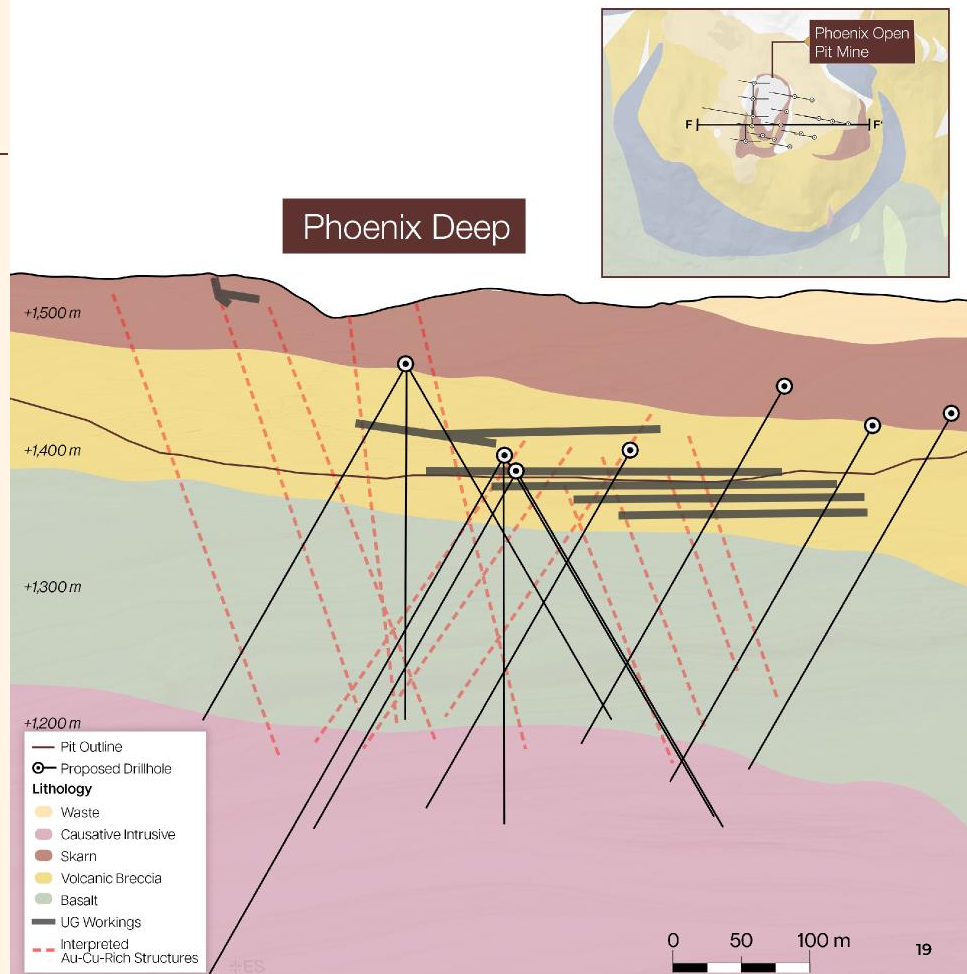 Phoenix Open
Pit Mine
F
F'
Phoenix Deep
+1,500 m
+1,400 m
+1,300 m
+1,200 m
Pit Outline
Proposed Drillhole
Lithology
Waste
Causative Intrusive
Skarn
Volcanic Breccia
Basalt
UG Workings
Interpreted
Au-Cu-Rich Structures
0 50 100 m
19